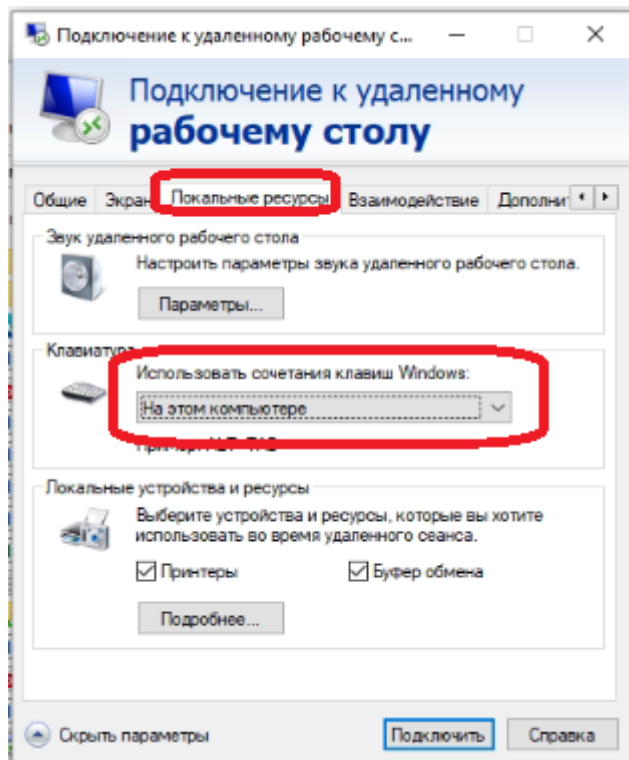 Подключение к удаленному рабочему с...
Подключение к удаленному
рабочему столу
Общие Экран Локальные ресурсы Взаимодействие Дополни
Звук удаленного рабочего стола
Настроить параметры звука удаленного рабочего стола.
Параметры...
Клавиатура
Использовать сочетания клавиш Windows:
На этом компьютере
Локальные устройства и ресурсы
Выберите устройства и ресурсы, которые вы хотите
использовать во время удаленного сеанса.
Принтеры Буфер обмена
Подробнее...
Скрыть параметры Подключить Справка